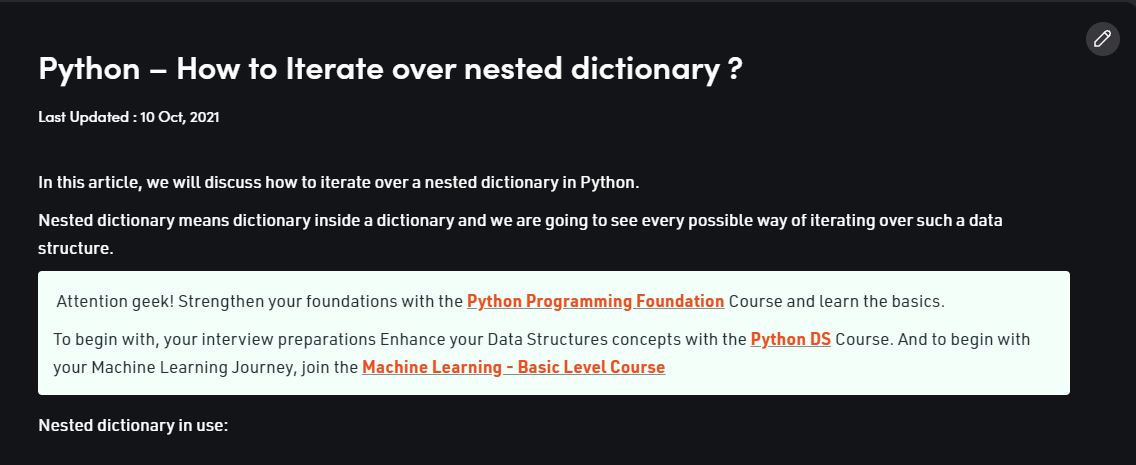 Python – How to Iterate over nested dictionary ?
Last Updated : 10 Oct, 2021
In this article, we will discuss how to iterate over a nested dictionary in Python.
Nested dictionary means dictionary inside a dictionary and we are going to see every possible way of iterating over such a data
structure.
Attention geek! Strengthen your foundations with the Python Programming Foundation Course and learn the basics.
To begin with, your interview preparations Enhance your Data Structures concepts with the Python DS Course. And to begin with
your Machine Learning Journey, join the Machine Learning - Basic Level Course
Nested dictionary in use: